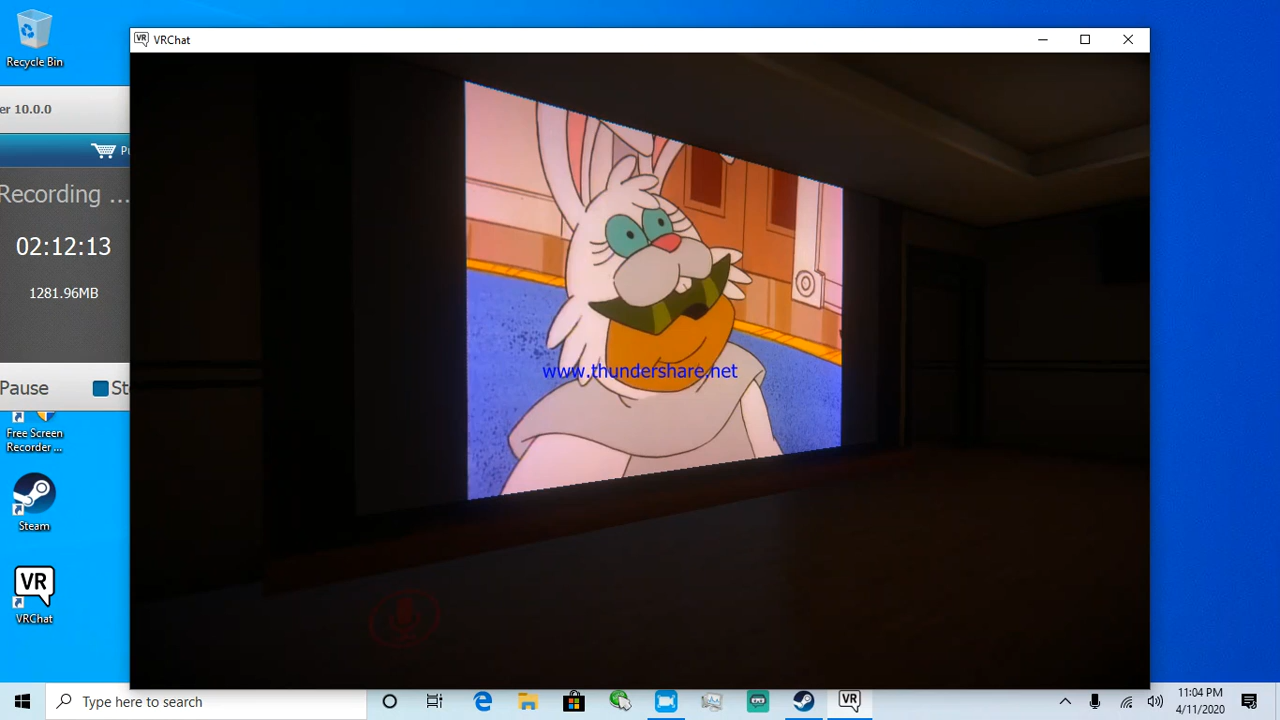 Recycle Bin
VR
VRChat
er 10.0.0
Recording ...
02:12:13
1281.96MB
Pause
www.thundershare.net
Free Screen
Recorder ...
Steam
VR
VRChat
Type here to search
VR
11:04 PM
4/11/2020